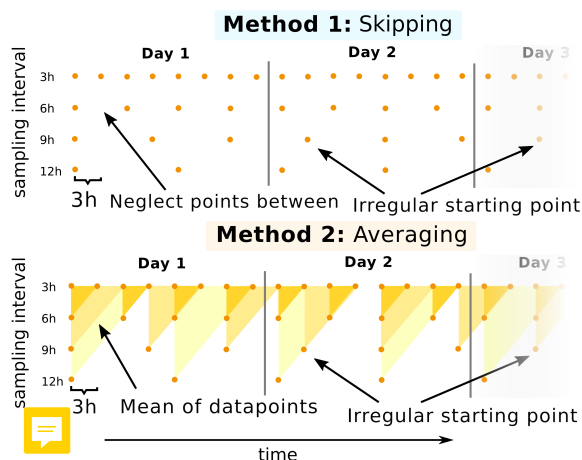 Method 1: Skipping
Day 1 Day 2 Day 3
sampling interval
3h
6h
9h
12h
3h
Neglect points between
Irregular starting point
Method 2: Averaging
Day 1 Day 2 Day 3
sampling interval
3h
6h
9h
12h
3h
Mean of datapoints
Irregular starting point
time